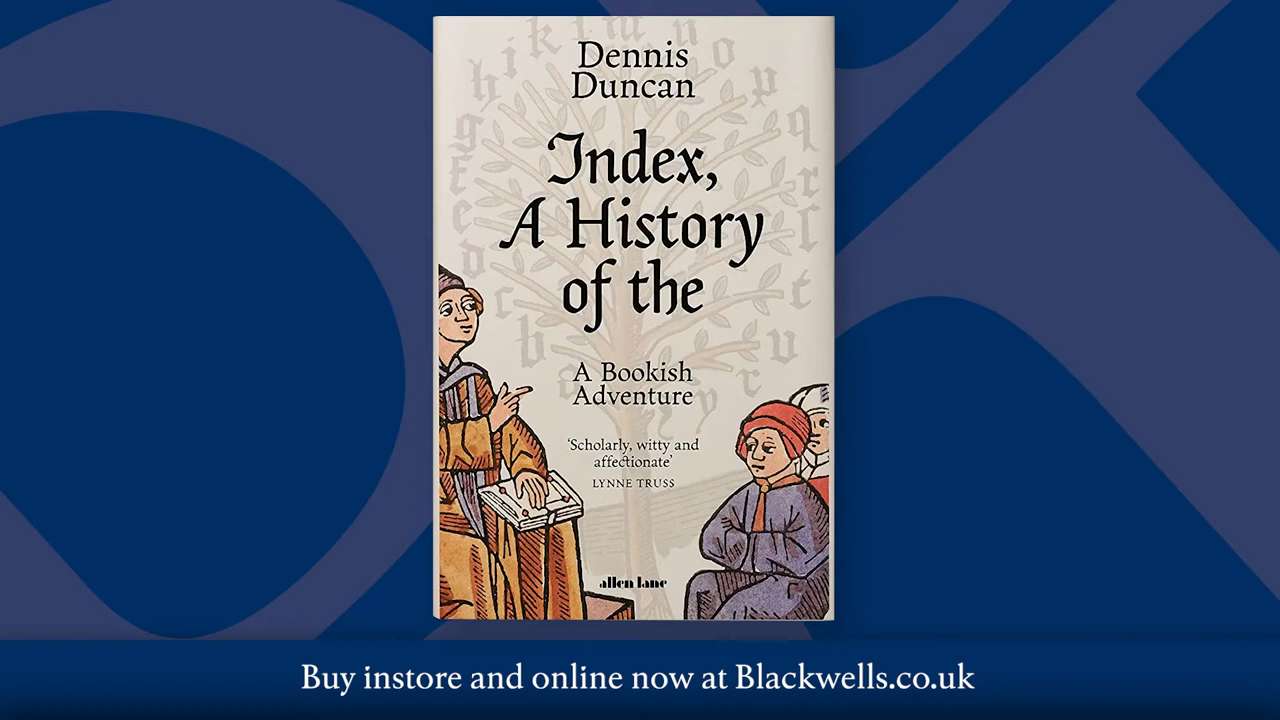 Dennis
Duncan
Index,
A History
of the
A Bookish
Adventure
‘Scholarly, witty and
affectionate’
LYNNE TRUSS
allen lane
Buy instore and online now at Blackwells.co.uk